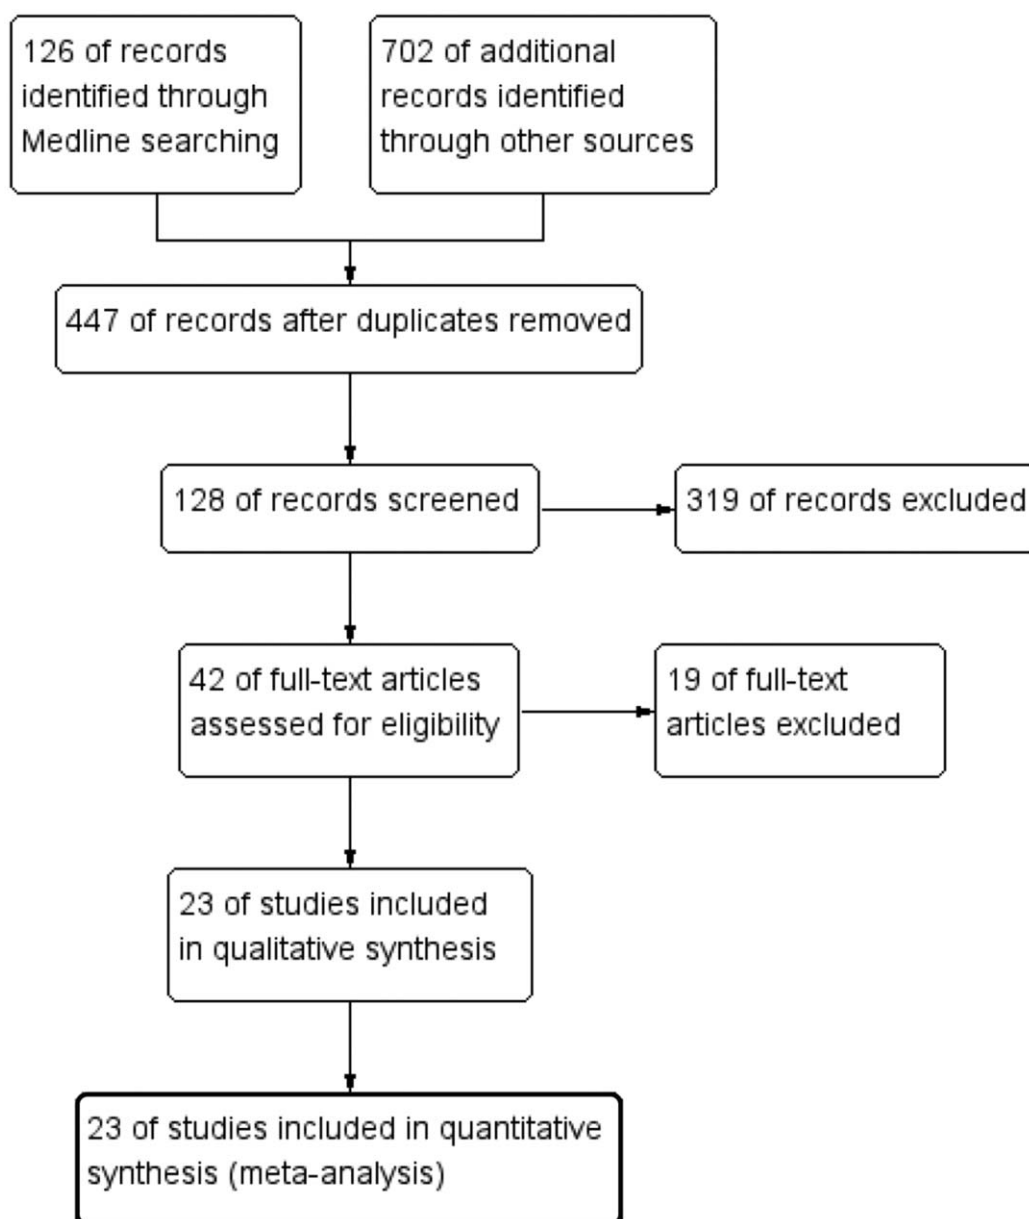 126 of records
identified through
Medline searching
702 of additional
records identified
through other sources
447 of records after duplicates removed
128 of records screened
319 of records excluded
42 of full-text articles
assessed for eligibility
19 of full-text
articles excluded
23 of studies included
in qualitative synthesis
23 of studies included in quantitative
synthesis (meta-analysis)